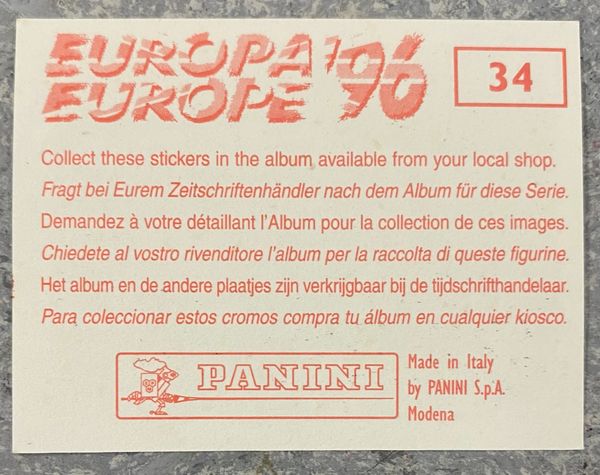 EUROPA '96
EUROPE
34
Collect these stickers in the album available from your local shop.
Fragt bei Eurem Zeitschriftenhändler nach dem Album für diese Serie.
Demandez à votre détaillant l'Album pour la collection de ces images.
Chiedete al vostro rivenditore l'album per la raccolta di queste figurine.
Het album en de andere plaatjes zijn verkrijgbaar bij de tijdschrifthandelaar.
Para coleccionar estos cromos compra tu álbum en cualquier kiosco.
PANINI
Made in Italy
by PANINI S.p.A.
Modena